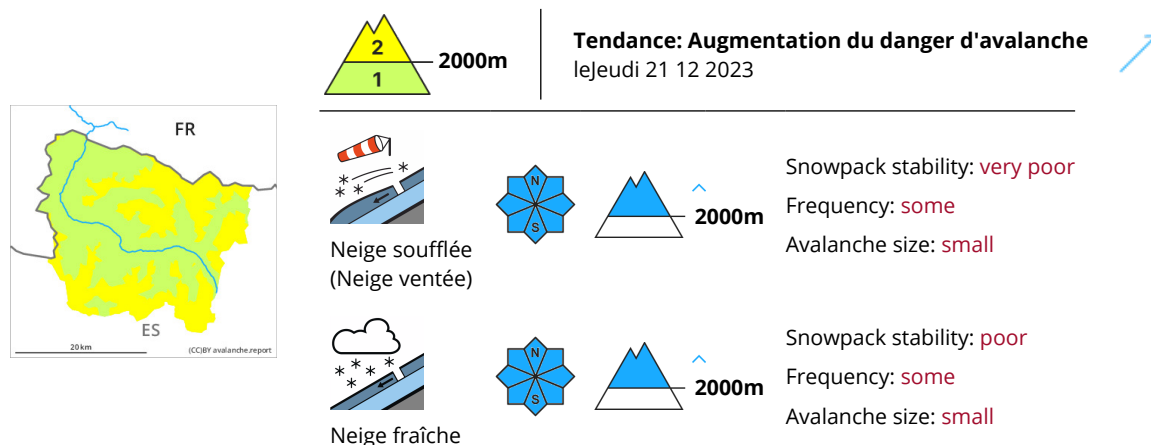 2
1
2000m
Tendance: Augmentation du danger d'avalanche
leJeudi 21 12 2023
FR
ES
20 km
(CC)BY avalanche.report
N
S
2000m
Snowpack stability: very poor
Frequency: some
Avalanche size: small
Neige soufflée
(Neige ventée)
N
S
2000m
Snowpack stability: poor
Frequency: some
Avalanche size: small
Neige fraîche